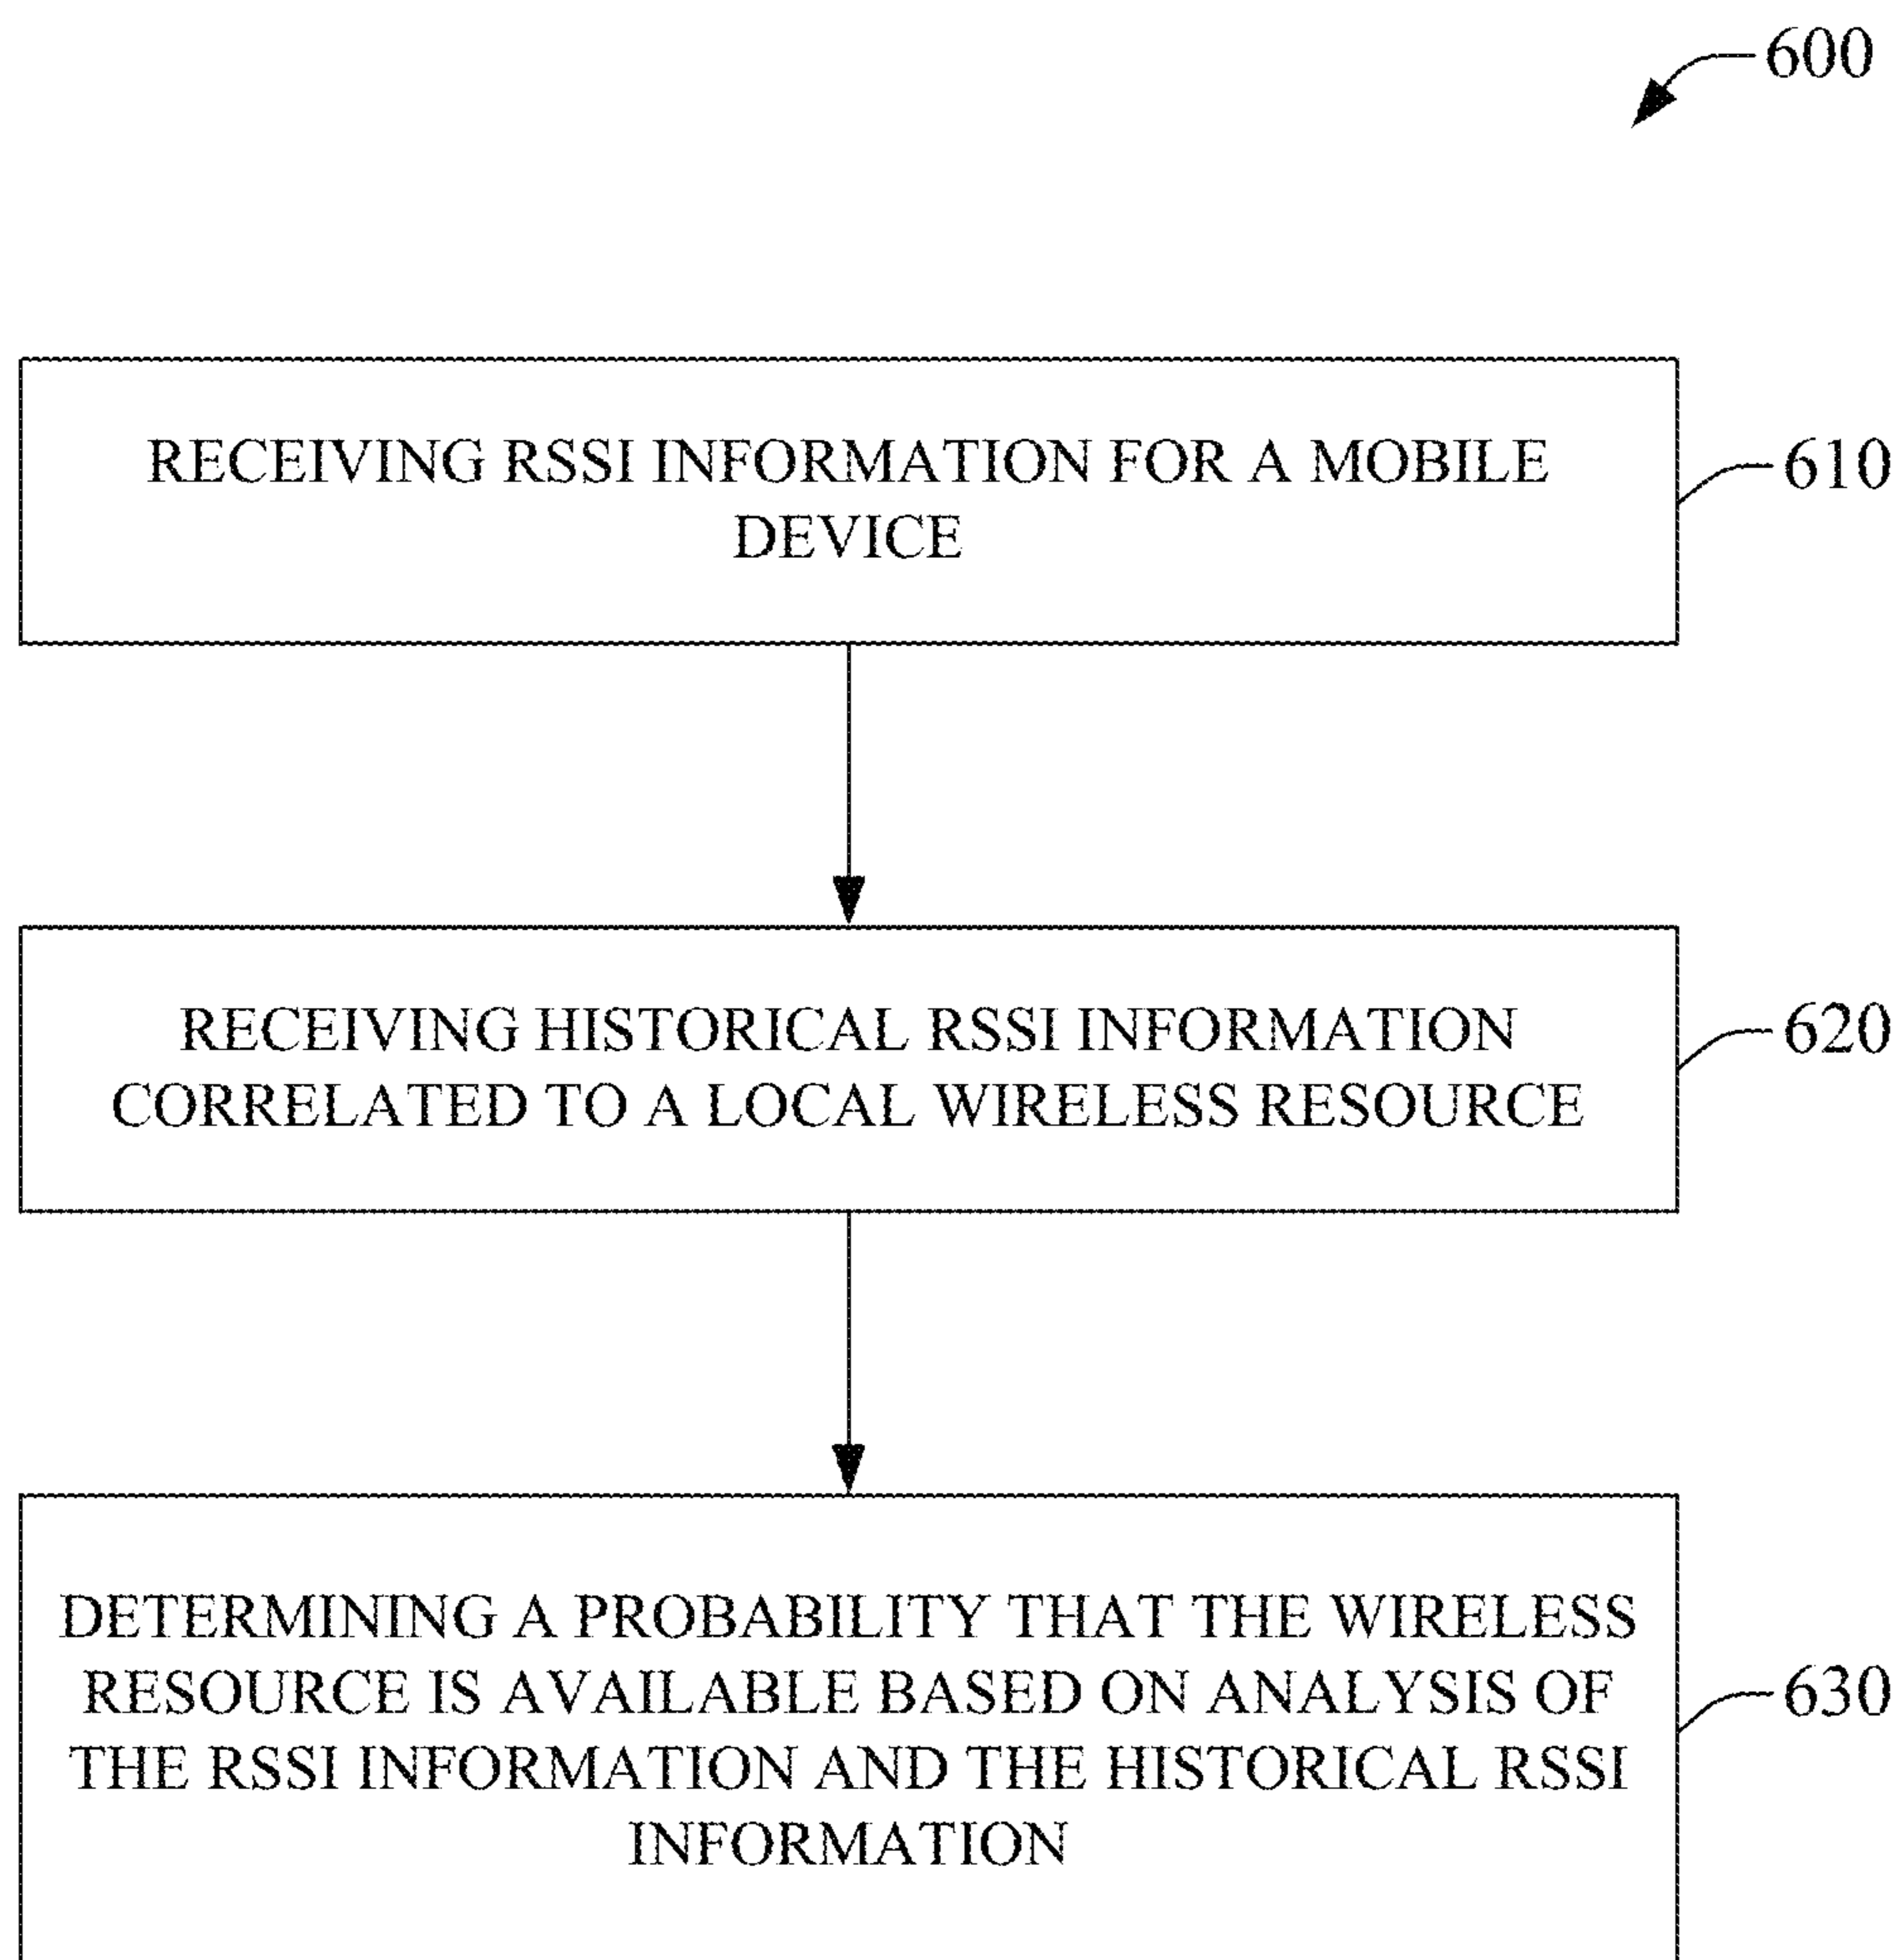 600
RECEIVING RSSI INFORMATION FOR A MOBILE
DEVICE
610
RECEIVING HISTORICAL RSSI INFORMATION
CORRELATED TO A LOCAL WIRELESS RESOURCE
620
DETERMINING A PROBABILITY THAT THE WIRELESS
RESOURCE IS AVAILABLE BASED ON ANALYSIS OF
THE RSSI INFORMATION AND THE HISTORICAL RSSI
INFORMATION
630